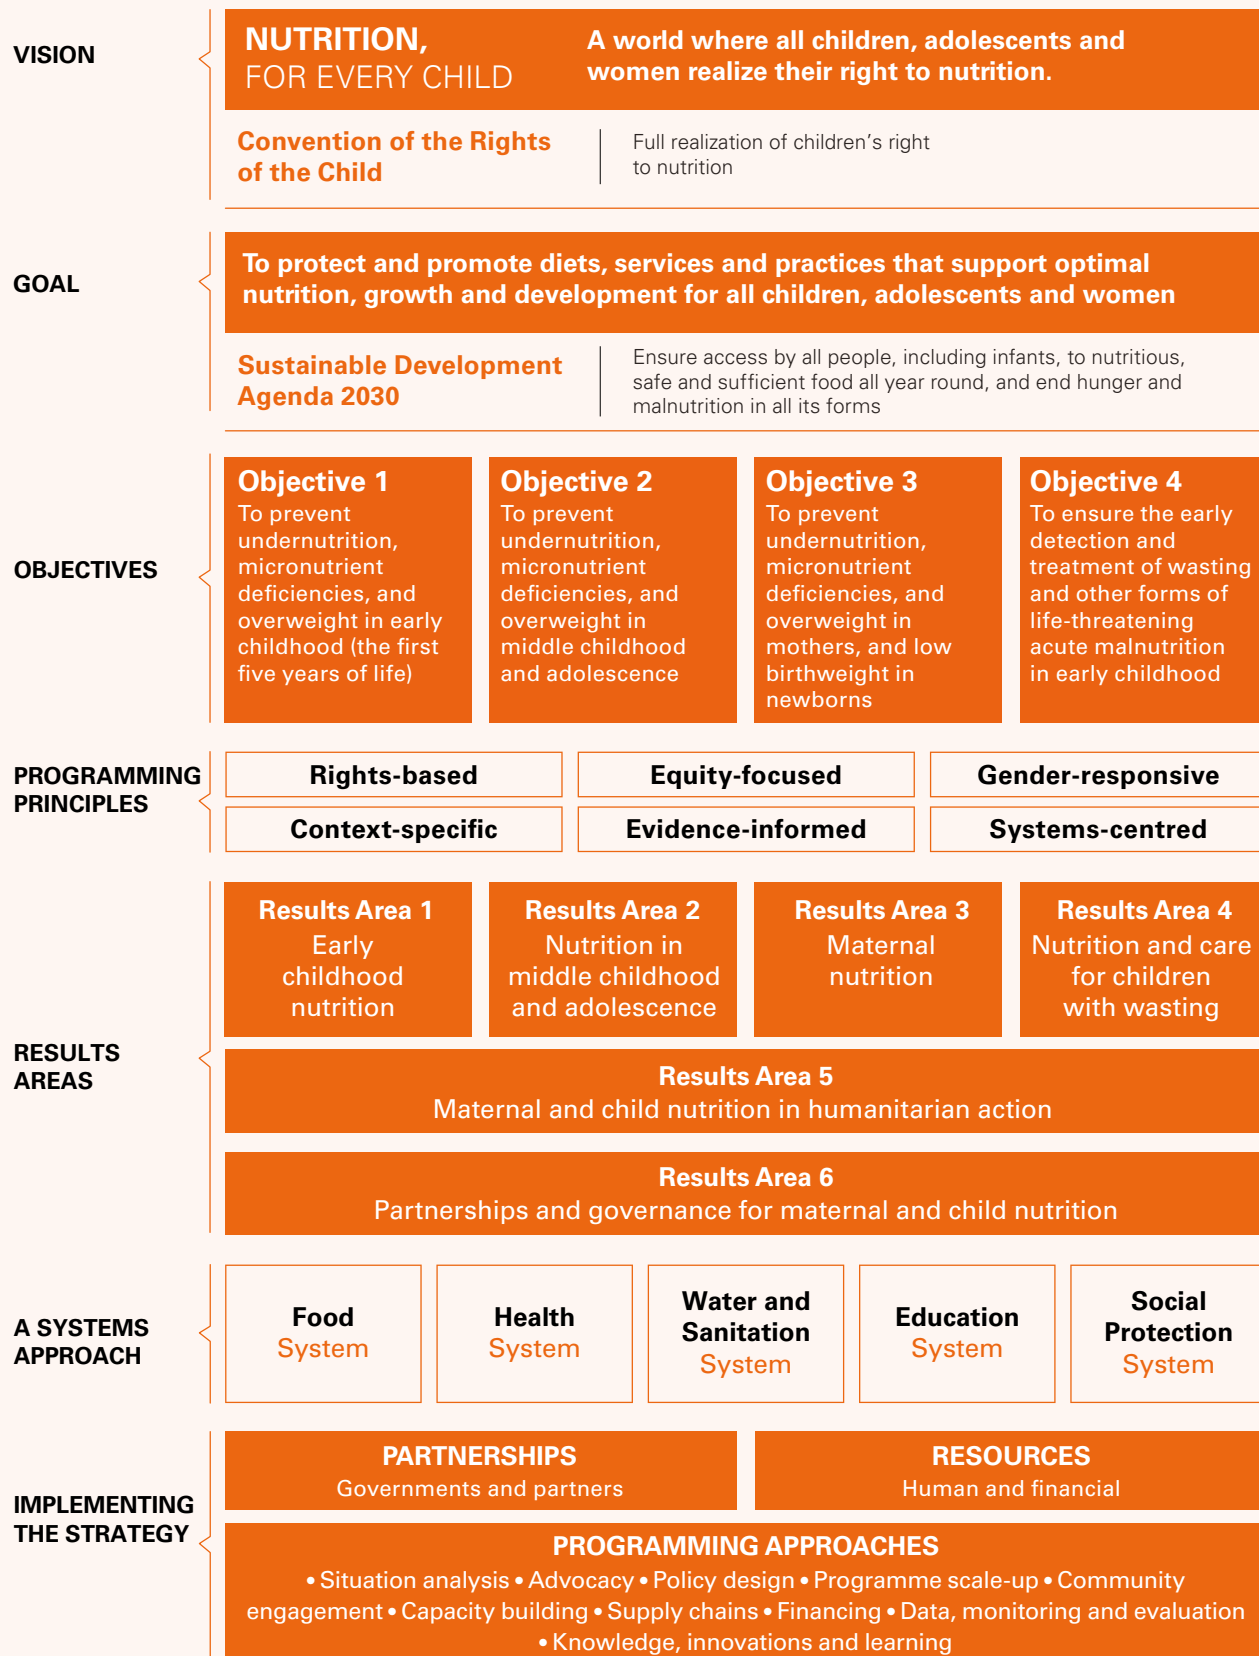 VISION
NUTRITION,
FOR EVERY CHILD
A world where all children, adolescents and
women realize their right to nutrition.
Convention of the Rights
of the Child
Full realization of children’s right
to nutrition
GOAL
To protect and promote diets, services and practices that support optimal
nutrition, growth and development for all children, adolescents and women
Sustainable Development
Agenda 2030
Ensure access by all people, including infants, to nutritious,
safe and sufficient food all year round, and end hunger and
malnutrition in all its forms
OBJECTIVES
Objective 1
To prevent
undernutrition,
micronutrient
deficiencies, and
overweight in early
childhood (the first
five years of life)
Objective 2
To prevent
undernutrition,
micronutrient
deficiencies, and
overweight in
middle childhood
and adolescence
Objective 3
To prevent
undernutrition,
micronutrient
deficiencies, and
overweight in
mothers, and low
birthweight in
newborns
Objective 4
To ensure the early
detection and
treatment of wasting
and other forms of
life-threatening
acute malnutrition
in early childhood
PROGRAMMING
PRINCIPLES
Rights-based
Equity-focused
Gender-responsive
Context-specific
Evidence-informed
Systems-centred
RESULTS
AREAS
Results Area 1
Early
childhood
nutrition
Results Area 2
Nutrition in
middle childhood
and adolescence
Results Area 3
Maternal
nutrition
Results Area 4
Nutrition and care
for children
with wasting
Results Area 5
Maternal and child nutrition in humanitarian action
Results Area 6
Partnerships and governance for maternal and child nutrition
A SYSTEMS
APPROACH
Food
System
Health
System
Water and
Sanitation
System
Education
System
Social
Protection
System
IMPLEMENTING
THE STRATEGY
PARTNERSHIPS
Governments and partners
RESOURCES
Human and financial
PROGRAMMING APPROACHES
• Situation analysis • Advocacy • Policy design • Programme scale-up • Community
engagement • Capacity building • Supply chains • Financing • Data, monitoring and evaluation
• Knowledge, innovations and learning